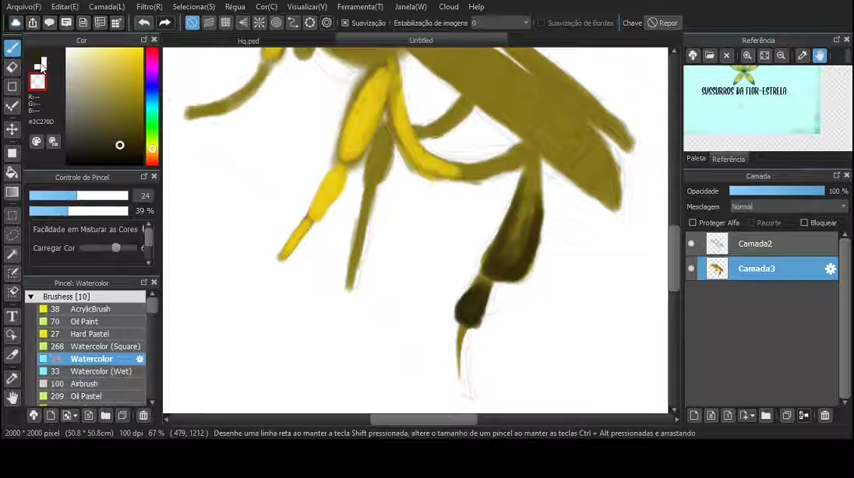 Arquivo(F) Editar(E) Camada(L) Filtro(R) Selecionar(S) Régua Cor(C) Visualizar(V) Ferramenta(T) Janela(W) Cloud Help
Suavização Estabilização de imagens 0 Suavização de Bordas Chave Repor
Cor
Hq.psd
Untitled
Referência
R:---
G:---
B:---
#2C270D
SUSSURROS DA FLOR-ESTRELA
Paleta Referência
Controle de Pincel
24
39 %
Facilidade em Misturar as Cores
Carregar Cor
Camada
Opacidade 100 %
Mesclagem Normal
Proteger Alfa Recorte Bloquear
Camada2
Camada3
Pincel: Watercolor
Brushess [10]
38 AcrylicBrush
70 Oil Paint
27 Hard Pastel
268 Watercolor (Square)
Watercolor
33 Watercolor (Wet)
100 Airbrush
209 Oil Pastel
2000 * 2000 pixel (50.8 * 50.8cm) 100 dpi 67 % ( 479, 1212 ) Desenhe uma linha reta ao manter a tecla Shift pressionada, altere o tamanho de um pincel ao manter as teclas Ctrl + Alt pressionadas e arrastando